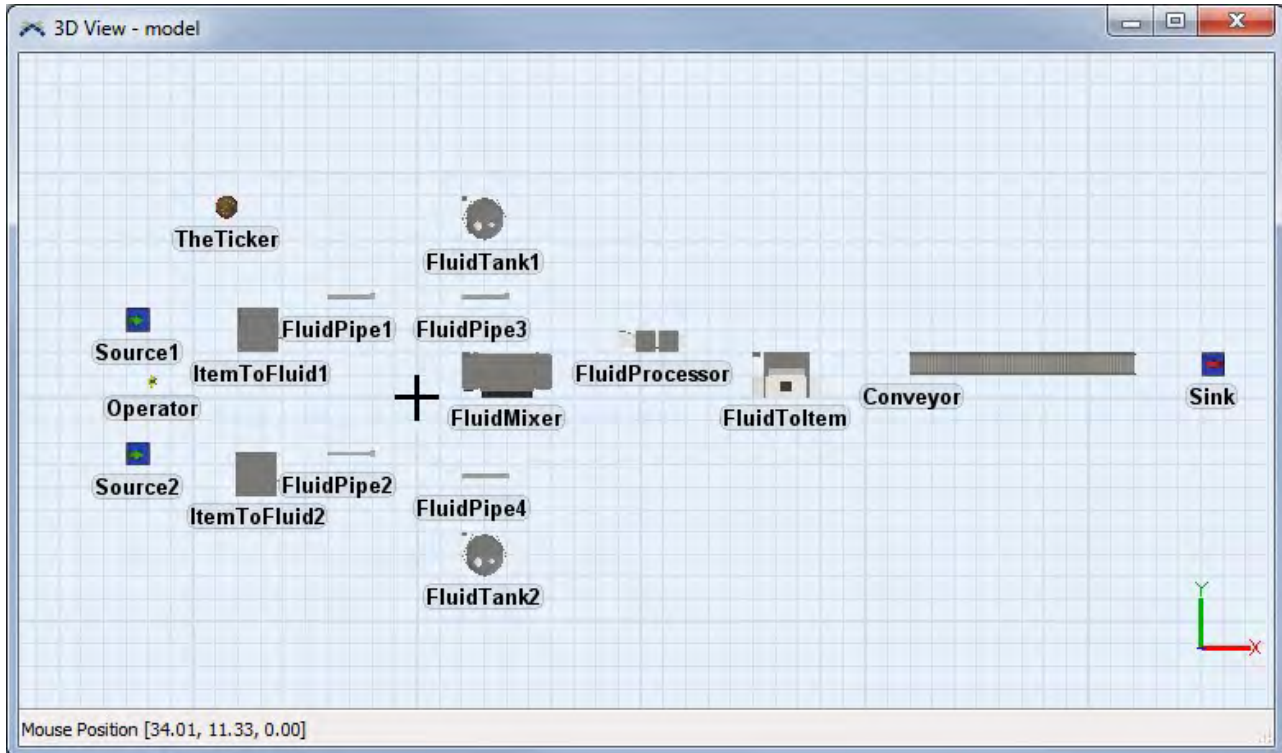 3D View - model
TheTicker
FluidTank1
FluidPipe1
FluidPipe3
Source1
ItemToFluid1
FluidProcessor
Operator
FluidMixer
FluidToItem
Conveyor
Sink
Source2
FluidPipe2
ItemToFluid2
FluidPipe4
FluidTank2
Y
X
Mouse Position [34.01, 11.33, 0.00]